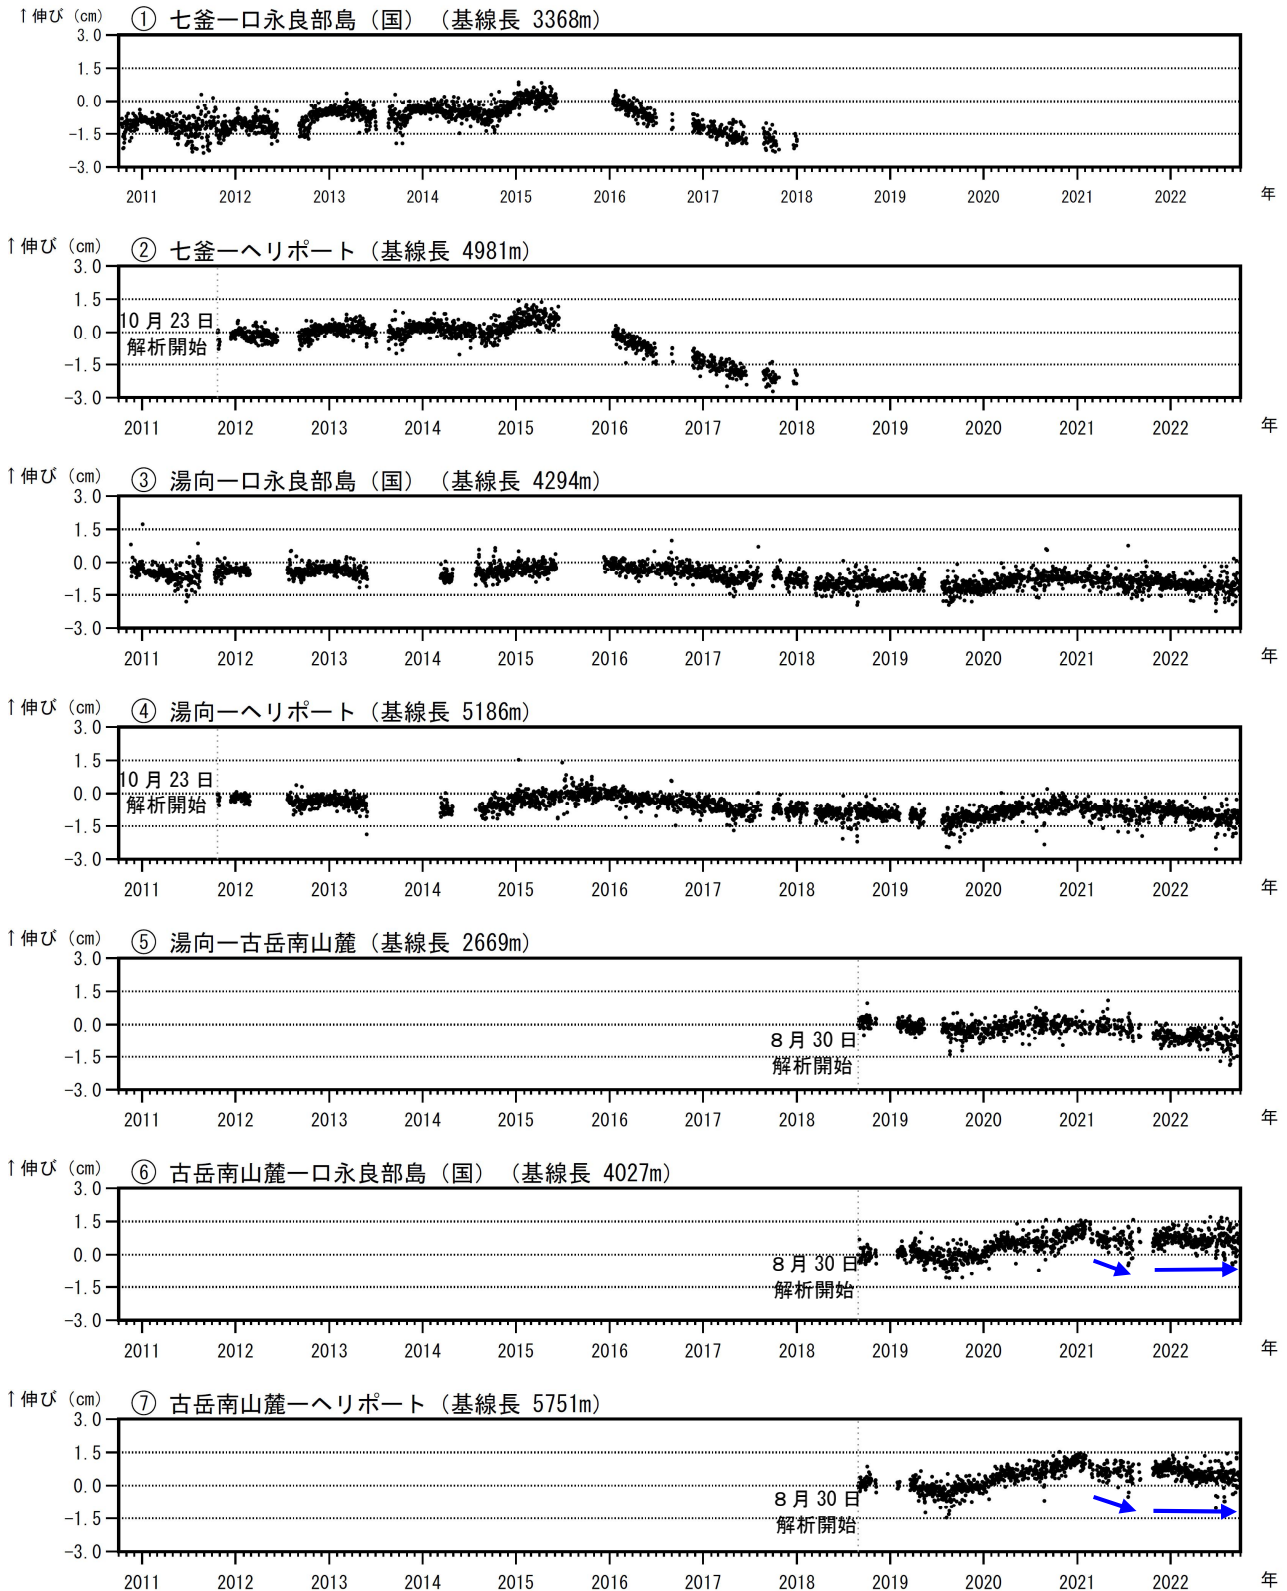 ↑伸び (cm) ① 七釜ー口永良部島（国）（基線長 3368m）
3.0
1.5
0.0
-1.5
-3.0
2011 2012 2013 2014 2015 2016 2017 2018 2019 2020 2021 2022 年
↑伸び (cm) ② 七釜ーヘリポート（基線長 4981m）
3.0
1.5
10月23日
0.0
解析開始
-1.5
-3.0
2011 2012 2013 2014 2015 2016 2017 2018 2019 2020 2021 2022 年
↑伸び (cm) ③ 湯向ー口永良部島（国）（基線長 4294m）
3.0
1.5
0.0
-1.5
-3.0
2011 2012 2013 2014 2015 2016 2017 2018 2019 2020 2021 2022 年
↑伸び (cm) ④ 湯向ーヘリポート（基線長 5186m）
3.0
1.5
10月23日
0.0
解析開始
-1.5
-3.0
2011 2012 2013 2014 2015 2016 2017 2018 2019 2020 2021 2022 年
↑伸び (cm) ⑤ 湯向ー古岳南山麓（基線長 2669m）
3.0
1.5
0.0
8月30日
-1.5
解析開始
-3.0
2011 2012 2013 2014 2015 2016 2017 2018 2019 2020 2021 2022 年
↑伸び (cm) ⑥ 古岳南山麓ー口永良部島（国）（基線長 4027m）
3.0
1.5
0.0
8月30日
-1.5
解析開始
-3.0
2011 2012 2013 2014 2015 2016 2017 2018 2019 2020 2021 2022 年
↑伸び (cm) ⑦ 古岳南山麓ーヘリポート（基線長 5751m）
3.0
1.5
0.0
8月30日
-1.5
解析開始
-3.0
2011 2012 2013 2014 2015 2016 2017 2018 2019 2020 2021 2022 年